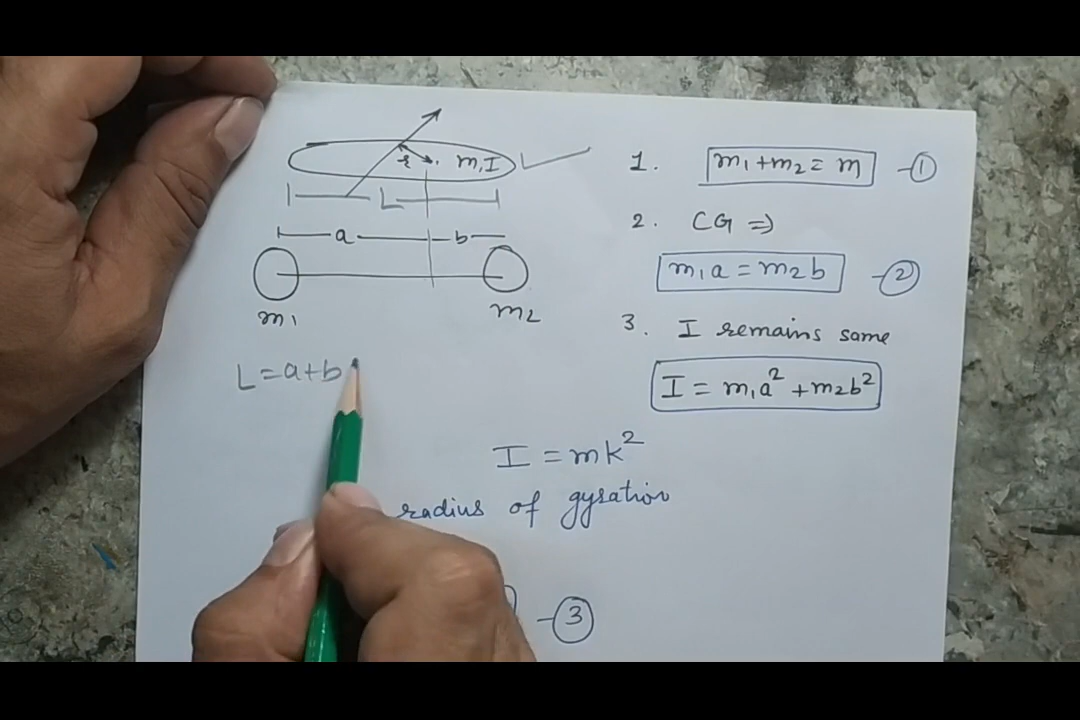 r m, I
L
a b
m1 m2
L = a+b
1. m1 + m2 = m -①
2. CG ⇒
m1a = m2b -②
3. I remains same
I = m1a² + m2b²
I = mk²
radius of gyration
-③